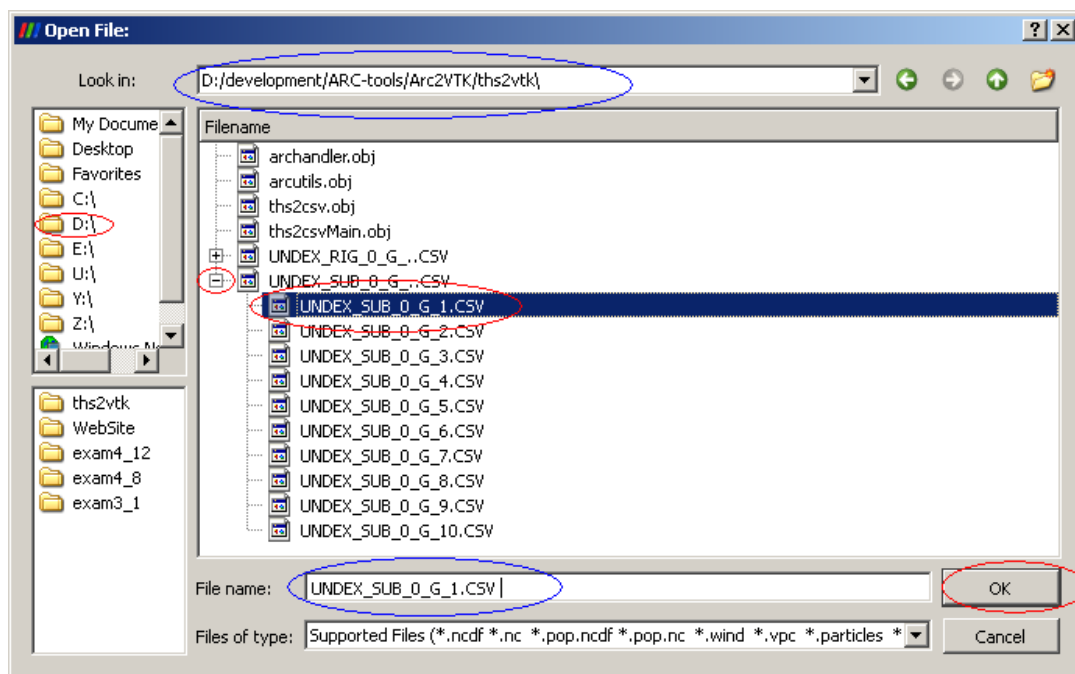 Open File:
Look in: D:/development/ARC-tools/Arc2VTK/ths2vtk\
My Docume
Desktop
Favorites
C:\
D:\
E:\
U:\
Y:\
Z:\
Windows Ne
ths2vtk
WebSite
exam4_12
exam4_8
exam3_1
Filename
archandler.obj
arcutils.obj
ths2csv.obj
ths2csvMain.obj
UNDEX_RIG_0_G_..CSV
UNDEX_SUB_0_G_..CSV
UNDEX_SUB_0_G_1.CSV
UNDEX_SUB_0_G_2.CSV
UNDEX_SUB_0_G_3.CSV
UNDEX_SUB_0_G_4.CSV
UNDEX_SUB_0_G_5.CSV
UNDEX_SUB_0_G_6.CSV
UNDEX_SUB_0_G_7.CSV
UNDEX_SUB_0_G_8.CSV
UNDEX_SUB_0_G_9.CSV
UNDEX_SUB_0_G_10.CSV
File name: UNDEX_SUB_0_G_1.CSV OK
Files of type: Supported Files (*.ncdf *.nc *.pop.ncdf *.pop.nc *.wind *.vpc *.particles * Cancel